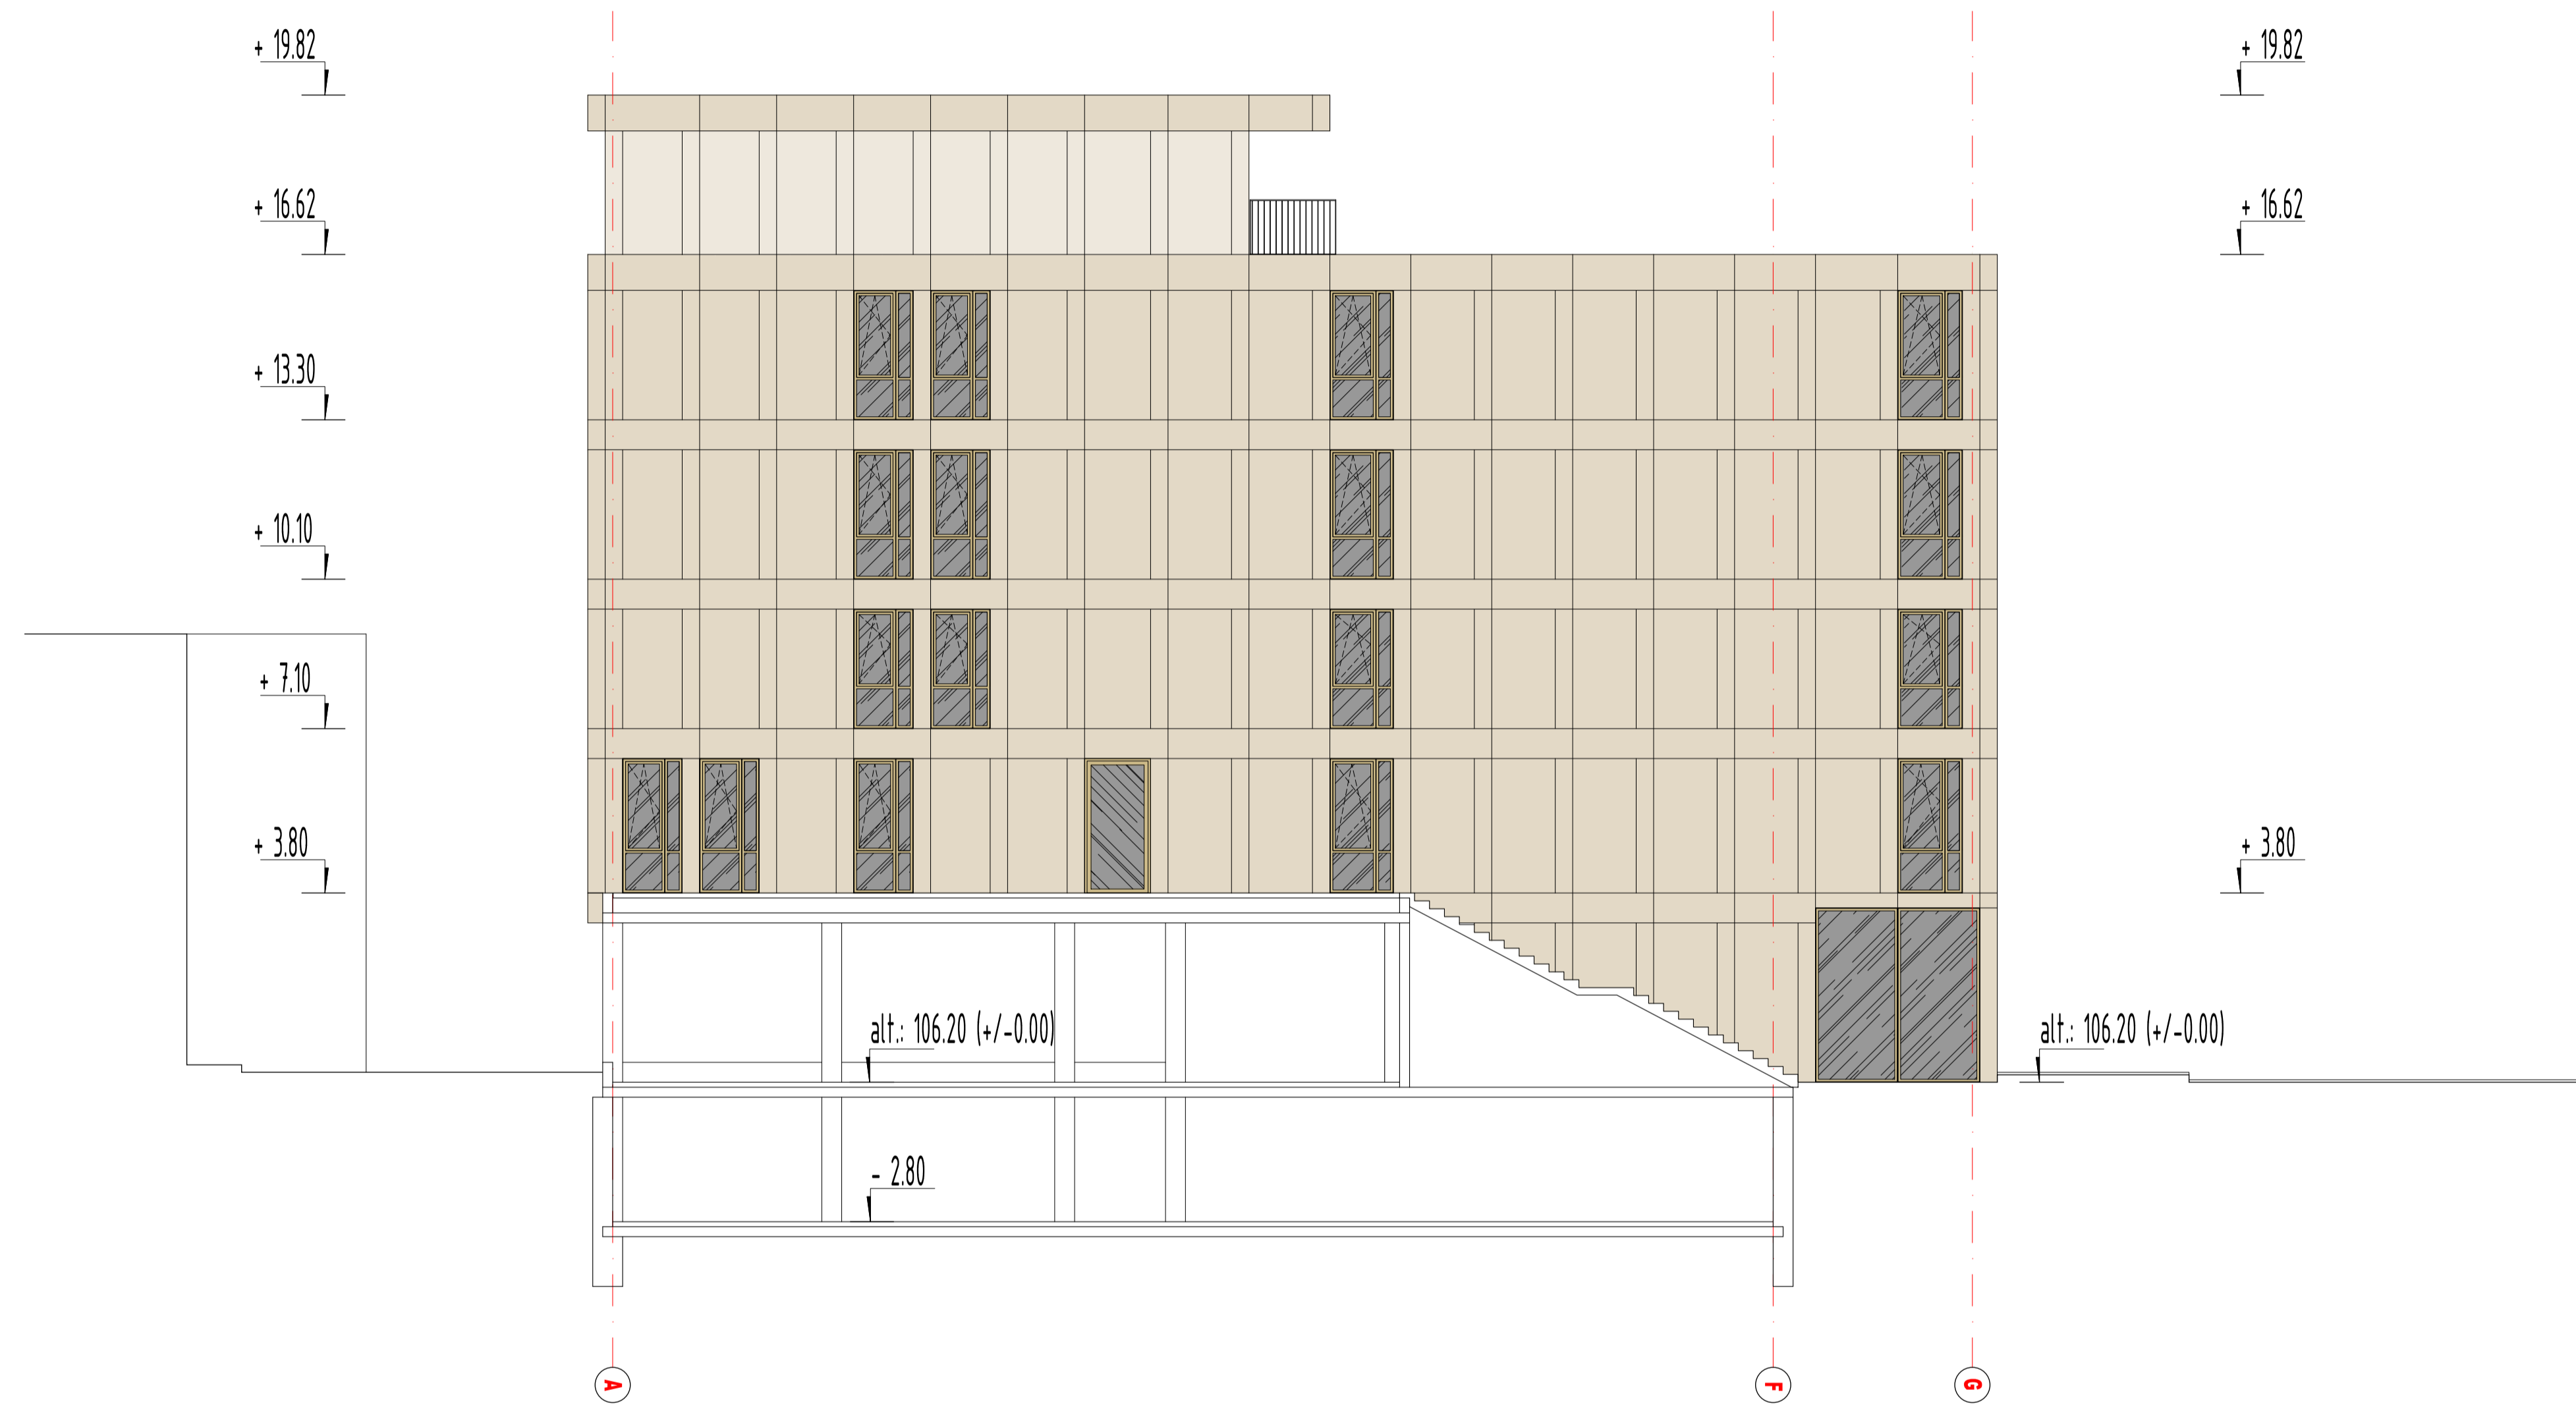 + 19.82
+ 19.82
+ 16.62
+ 16.62
+ 13.30
+ 10.10
+ 7.10
+ 3.80
+ 3.80
alt.: 106.20 (+/-0.00)
alt.: 106.20 (+/-0.00)
- 2.80
A
F
G